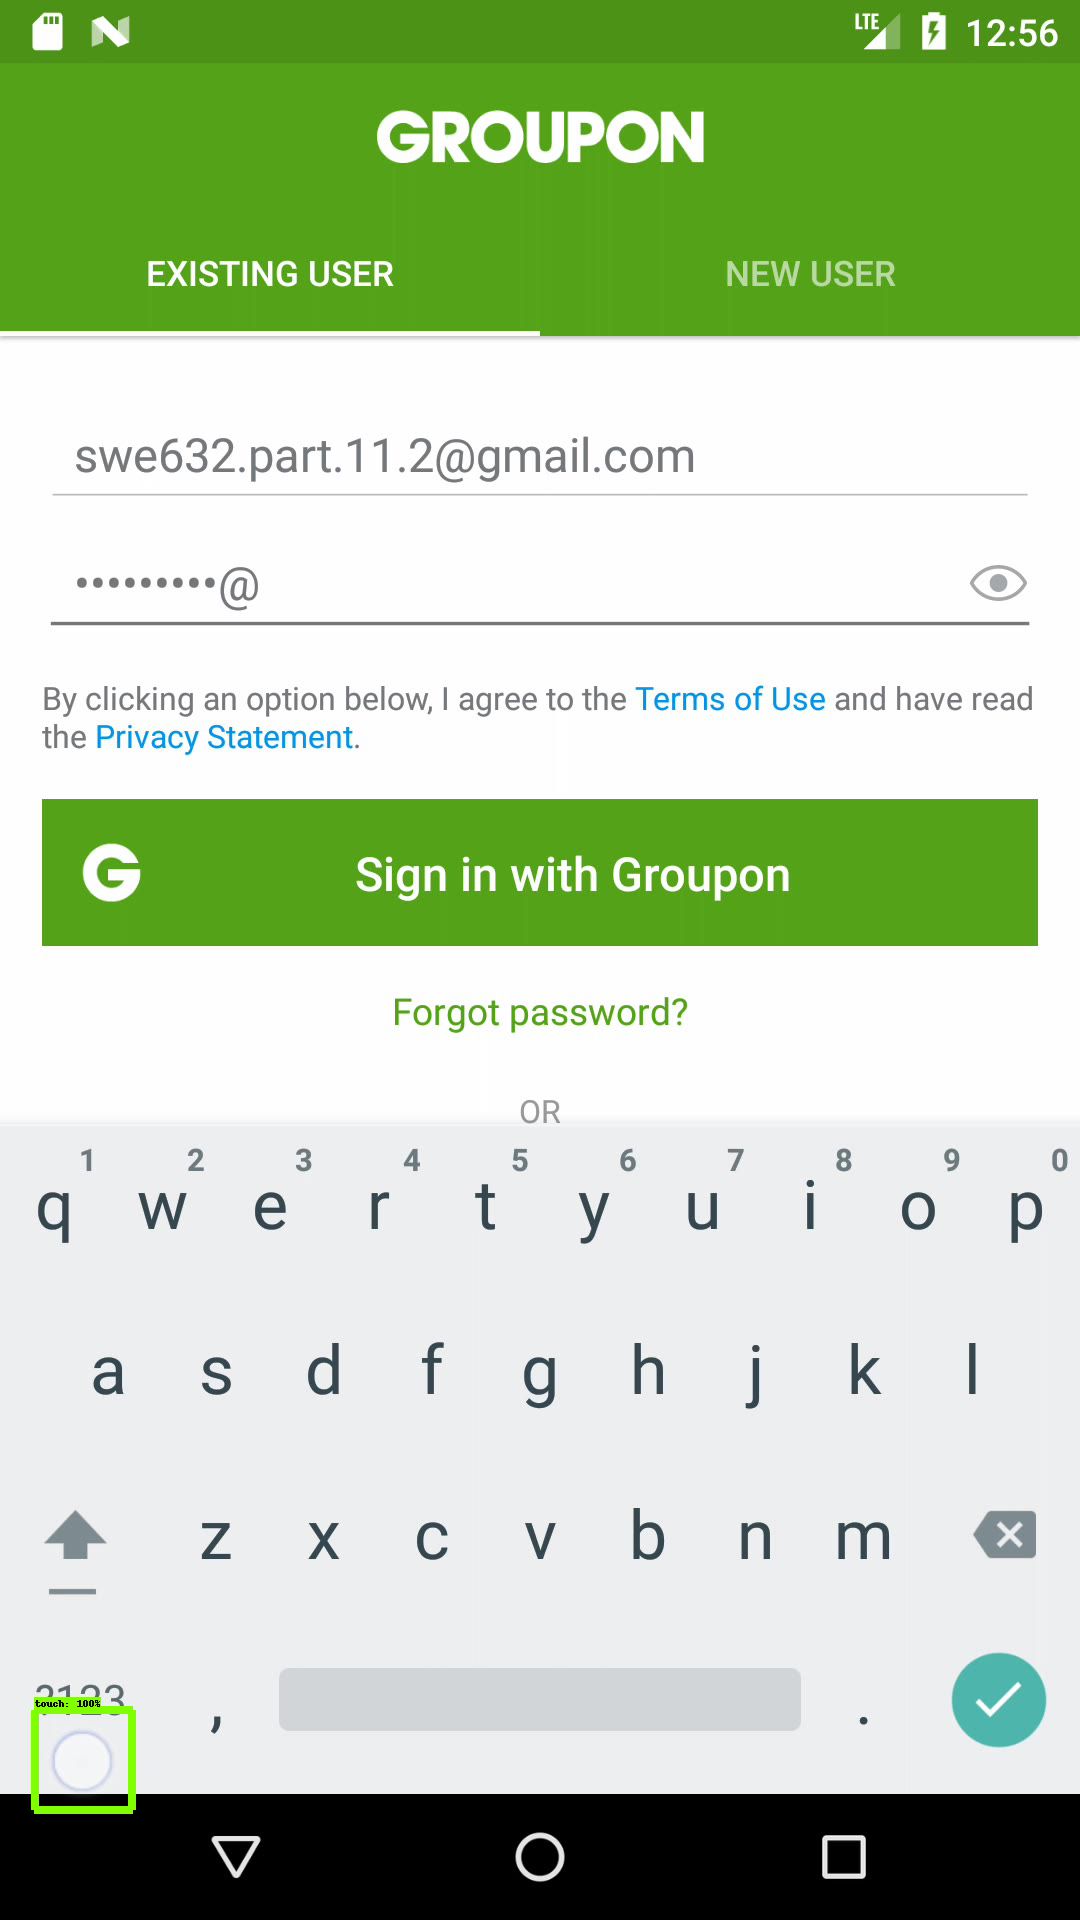 LTE 12:56
GROUPON
EXISTING USER NEW USER
swe632.part.11.2@gmail.com
•••••••••@
By clicking an option below, I agree to the Terms of Use and have read
the Privacy Statement.
G Sign in with Groupon
Forgot password?
OR
1 2 3 4 5 6 7 8 9 0
q w e r t y u i o p
a s d f g h j k l
z x c v b n m
?123 , .
touch: 100%